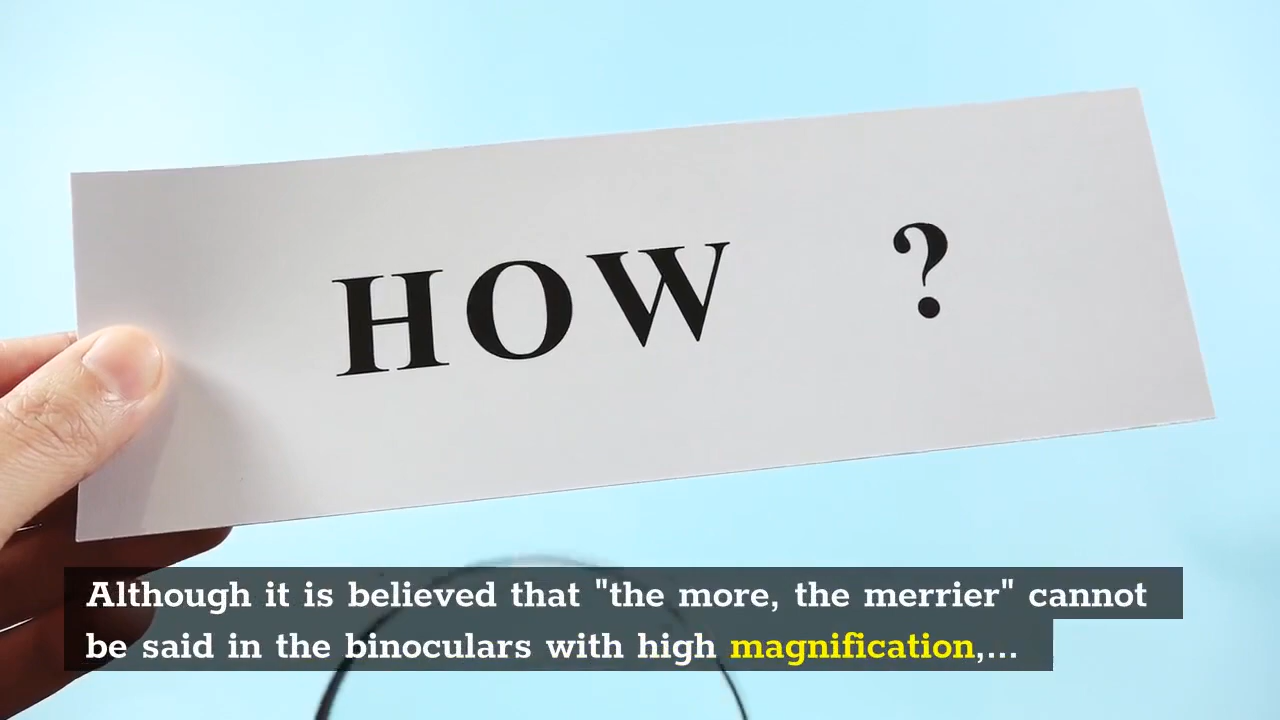 HOW ?
Although it is believed that "the more, the merrier" cannot
be said in the binoculars with high magnification,...